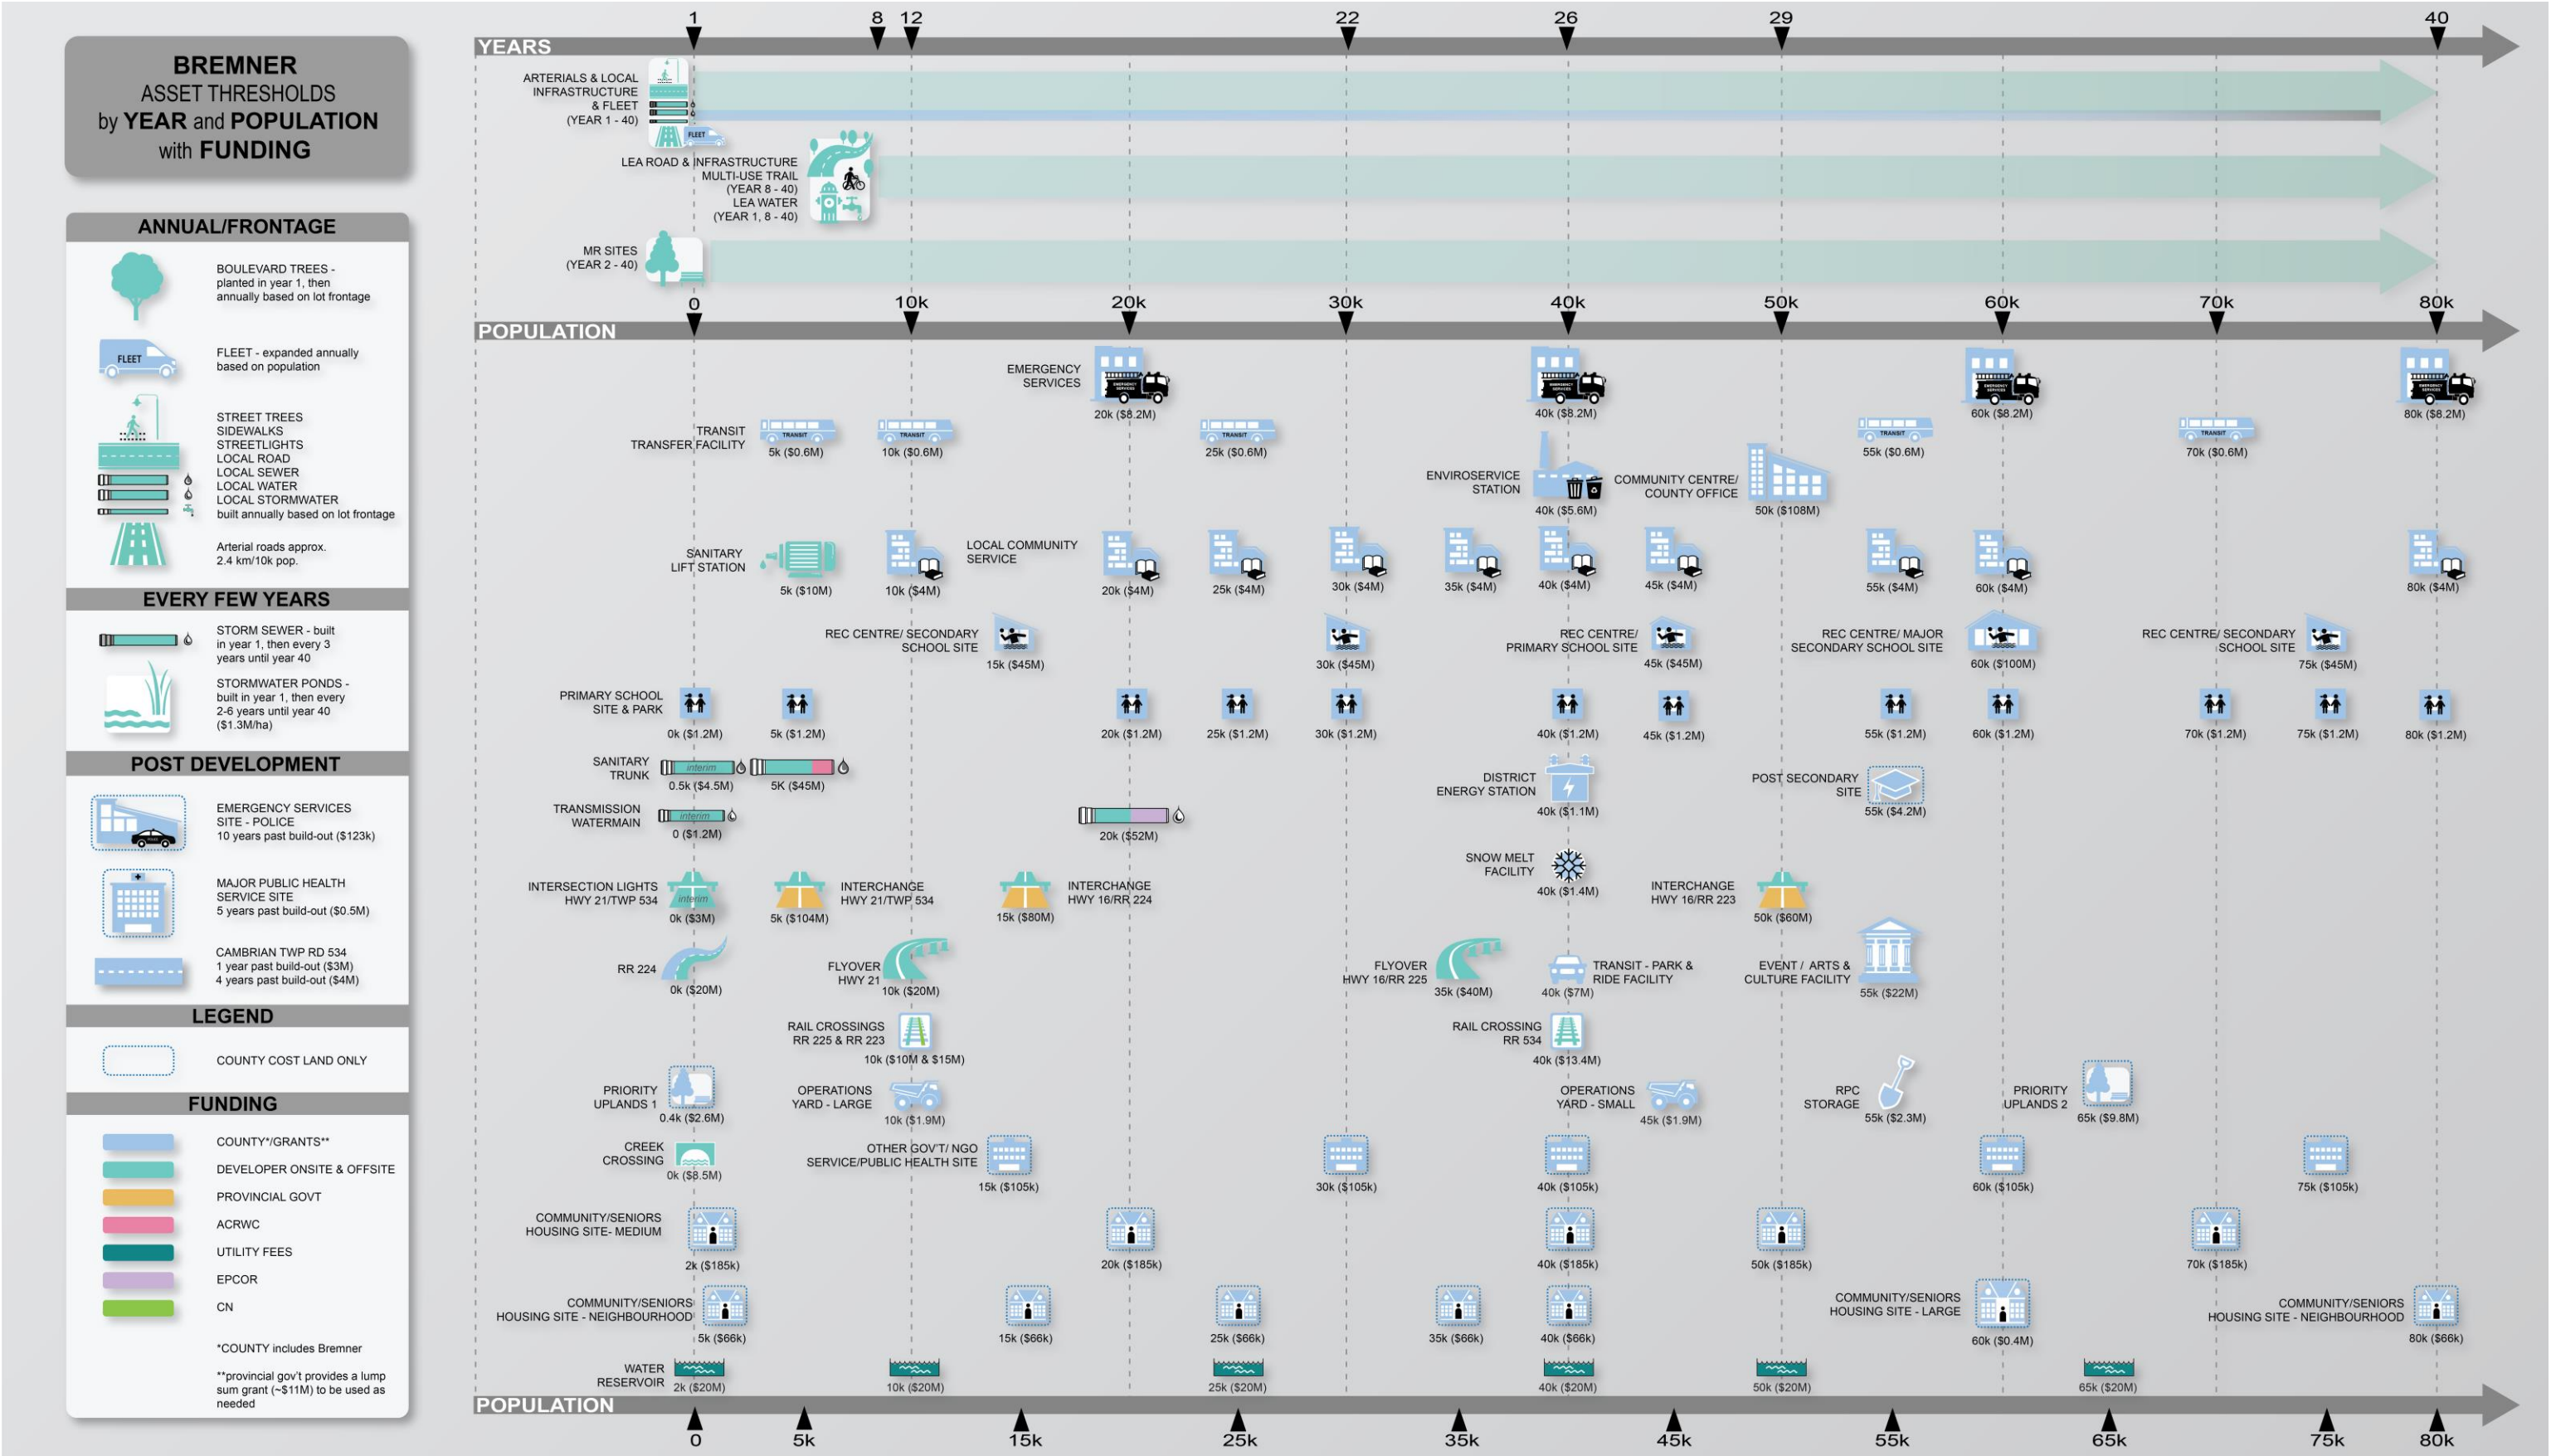 BREMNER
ASSET THRESHOLDS
by YEAR and POPULATION
with FUNDING
ANNUAL/FRONTAGE
BOULEVARD TREES -
planted in year 1, then
annually based on lot frontage
FLEET
FLEET - expanded annually
based on population
STREET TREES
SIDEWALKS
STREETLIGHTS
LOCAL ROAD
LOCAL SEWER
LOCAL WATER
LOCAL STORMWATER
built annually based on lot frontage
Arterial roads approx.
2.4 km/10k pop.
EVERY FEW YEARS
STORM SEWER - built
in year 1, then every 3
years until year 40
STORMWATER PONDS -
built in year 1, then every
2-6 years until year 40
($1.3M/ha)
POST DEVELOPMENT
EMERGENCY SERVICES
SITE - POLICE
10 years past build-out ($123k)
MAJOR PUBLIC HEALTH
SERVICE SITE
5 years past build-out ($0.5M)
CAMBRIAN TWP RD 534
1 year past build-out ($3M)
4 years past build-out ($4M)
LEGEND
COUNTY COST LAND ONLY
FUNDING
COUNTY*/GRANTS**
DEVELOPER ONSITE & OFFSITE
PROVINCIAL GOVT
ACRWC
UTILITY FEES
EPCOR
CN
*COUNTY includes Bremner
**provincial gov't provides a lump
sum grant (~$11M) to be used as
needed
1 8 12 22 26 29 40
YEARS
ARTERIALS & LOCAL
INFRASTRUCTURE
& FLEET
(YEAR 1 - 40)
FLEET
LEA ROAD & INFRASTRUCTURE
MULTI-USE TRAIL
(YEAR 8 - 40)
LEA WATER
(YEAR 1, 8 - 40)
MR SITES
(YEAR 2 - 40)
0 10k 20k 30k 40k 50k 60k 70k 80k
POPULATION
EMERGENCY
SERVICES
EMERGENCY SERVICES EMERGENCY SERVICES EMERGENCY SERVICES EMERGENCY SERVICES
20k ($8.2M) 40k ($8.2M) 60k ($8.2M) 80k ($8.2M)
TRANSIT
TRANSFER FACILITY
TRANSIT TRANSIT TRANSIT TRANSIT TRANSIT
5k ($0.6M) 10k ($0.6M) 25k ($0.6M) 55k ($0.6M) 70k ($0.6M)
ENVIROSERVICE
STATION
40k ($5.6M)
COMMUNITY CENTRE/
COUNTY OFFICE
50k ($108M)
SANITARY
LIFT STATION
5k ($10M)
LOCAL COMMUNITY
SERVICE
10k ($4M) 20k ($4M) 25k ($4M) 30k ($4M) 35k ($4M) 40k ($4M) 45k ($4M) 55k ($4M) 60k ($4M) 80k ($4M)
REC CENTRE/ SECONDARY
SCHOOL SITE
15k ($45M) 30k ($45M)
REC CENTRE/
PRIMARY SCHOOL SITE
45k ($45M)
REC CENTRE/ MAJOR
SECONDARY SCHOOL SITE
60k ($100M)
REC CENTRE/ SECONDARY
SCHOOL SITE
75k ($45M)
PRIMARY SCHOOL
SITE & PARK
0k ($1.2M) 5k ($1.2M) 20k ($1.2M) 25k ($1.2M) 30k ($1.2M) 40k ($1.2M) 45k ($1.2M) 55k ($1.2M) 60k ($1.2M) 70k ($1.2M) 75k ($1.2M) 80k ($1.2M)
SANITARY
TRUNK
interim
0.5k ($4.5M) 5K ($45M)
DISTRICT
ENERGY STATION
40k ($1.1M)
POST SECONDARY
SITE
55k ($4.2M)
TRANSMISSION
WATERMAIN
interim
0 ($1.2M) 20k ($52M)
SNOW MELT
FACILITY
40k ($1.4M)
INTERSECTION LIGHTS
HWY 21/TWP 534
interim
0k ($3M)
INTERCHANGE
HWY 21/TWP 534
5k ($104M)
INTERCHANGE
HWY 16/RR 224
15k ($80M)
INTERCHANGE
HWY 16/RR 223
50k ($60M)
RR 224
0k ($20M)
FLYOVER
HWY 21
10k ($20M)
FLYOVER
HWY 16/RR 225
35k ($40M)
TRANSIT - PARK &
RIDE FACILITY
40k ($7M)
EVENT / ARTS &
CULTURE FACILITY
55k ($22M)
RAIL CROSSINGS
RR 225 & RR 223
10k ($10M & $15M)
RAIL CROSSING
RR 534
40k ($13.4M)
PRIORITY
UPLANDS 1
0.4k ($2.6M)
OPERATIONS
YARD - LARGE
10k ($1.9M)
OPERATIONS
YARD - SMALL
45k ($1.9M)
RPC
STORAGE
55k ($2.3M)
PRIORITY
UPLANDS 2
65k ($9.8M)
CREEK
CROSSING
0k ($8.5M)
OTHER GOV'T/ NGO
SERVICE/PUBLIC HEALTH SITE
15k ($105k) 30k ($105k) 40k ($105k) 60k ($105k) 75k ($105k)
COMMUNITY/SENIORS
HOUSING SITE- MEDIUM
2k ($185k) 20k ($185k) 40k ($185k) 50k ($185k) 70k ($185k)
COMMUNITY/SENIORS
HOUSING SITE - NEIGHBOURHOOD
5k ($66k) 15k ($66k) 25k ($66k) 35k ($66k) 40k ($66k)
COMMUNITY/SENIORS
HOUSING SITE - LARGE
60k ($0.4M)
COMMUNITY/SENIORS
HOUSING SITE - NEIGHBOURHOOD
80k ($66k)
WATER
RESERVOIR
2k ($20M) 10k ($20M) 25k ($20M) 40k ($20M) 50k ($20M) 65k ($20M)
POPULATION
0 5k 15k 25k 35k 45k 55k 65k 75k 80k